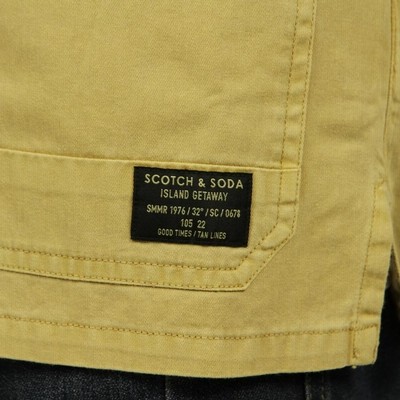 SCOTCH & SODA
ISLAND GETAWAY
SMMR 1976 / 32" / SC / 0678
105 22
GOOD TIMES / TAN LINES